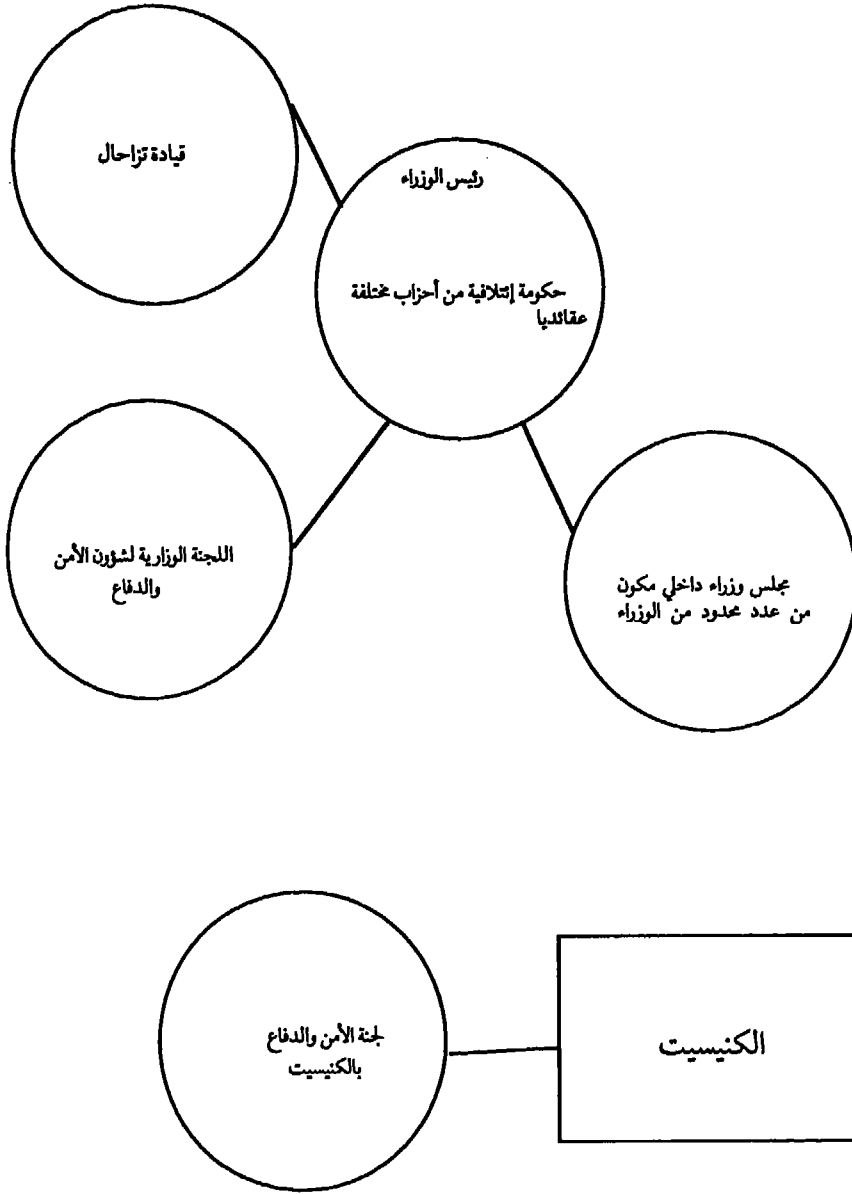 قيادة تزاحال
رئيس الوزراء
حكومة إئتلافية من أحزاب مختلفة
عقائديا
اللجنة الوزارية لشؤون الأمن
والدفاع
مجلس وزراء داخلي مكون
من عدد محدود من الوزراء
لجنة الأمن والدفاع
بالكنيسيت
الكنيسيت